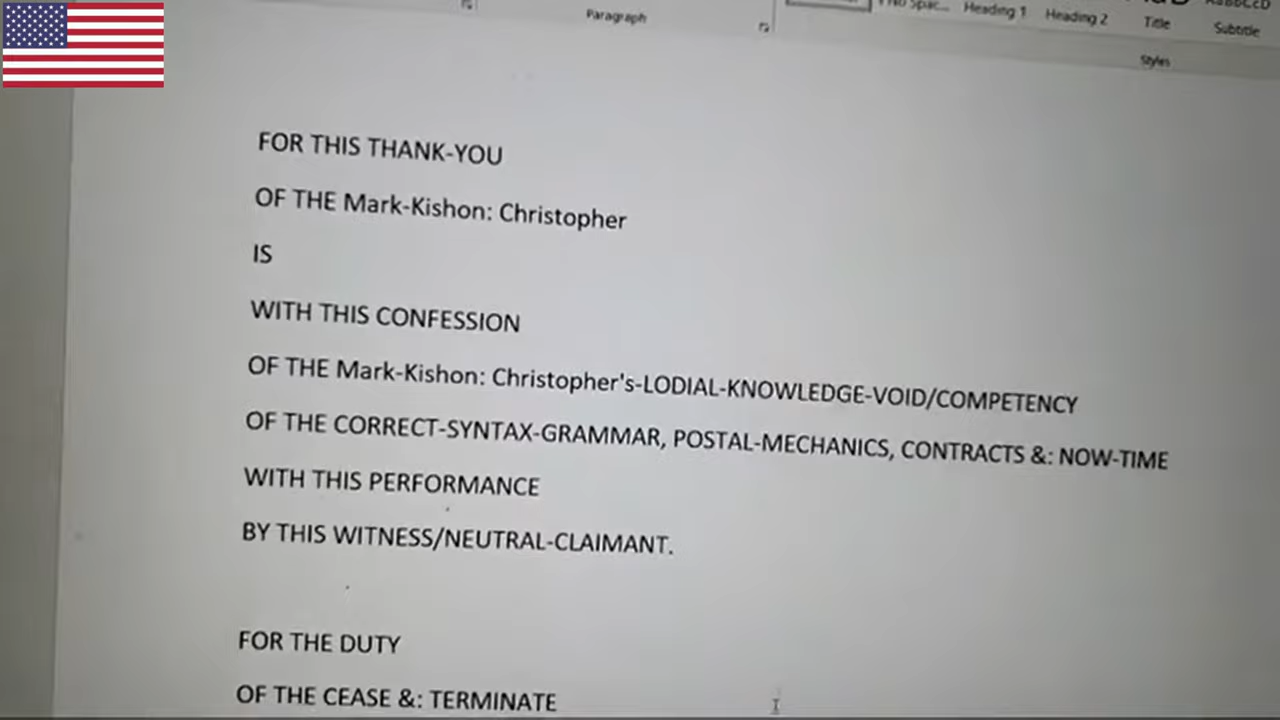 Paragraph
Heading 1
Heading 2
Title
Subtitle
Styles
FOR THIS THANK-YOU
OF THE Mark-Kishon: Christopher
IS
WITH THIS CONFESSION
OF THE Mark-Kishon: Christopher's-LODIAL-KNOWLEDGE-VOID/COMPETENCY
OF THE CORRECT-SYNTAX-GRAMMAR, POSTAL-MECHANICS, CONTRACTS &: NOW-TIME
WITH THIS PERFORMANCE
BY THIS WITNESS/NEUTRAL-CLAIMANT.
FOR THE DUTY
OF THE CEASE &: TERMINATE